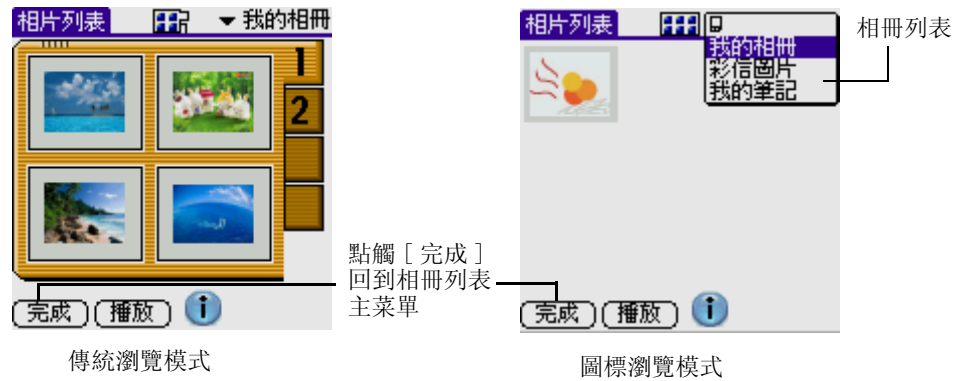 相片列表
▼ 我的相冊
1
2
完成
播放
i
傳統瀏覽模式
點觸［完成］
回到相冊列表
主菜單
相片列表
我的相冊
彩信圖片
我的筆記
相冊列表
完成
播放
i
圖標瀏覽模式